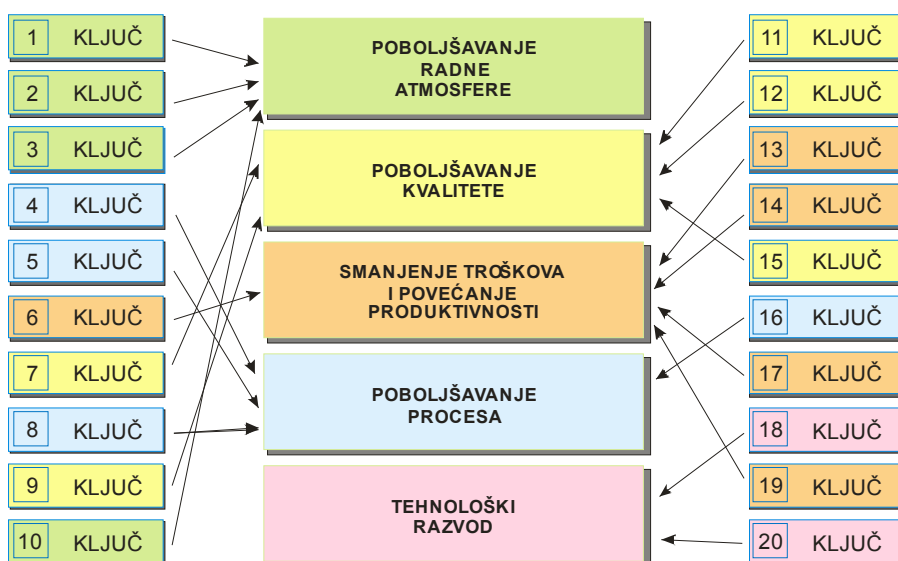 1 KLJUČ
2 KLJUČ
3 KLJUČ
4 KLJUČ
5 KLJUČ
6 KLJUČ
7 KLJUČ
8 KLJUČ
9 KLJUČ
10 KLJUČ
POBOLJŠAVANJE
RADNE
ATMOSFERE
POBOLJŠAVANJE
KVALITETE
SMANJENJE TROŠKOVA
I POVEĆANJE
PRODUKTIVNOSTI
POBOLJŠAVANJE
PROCESA
TEHNOLOŠKI
RAZVOD
11 KLJUČ
12 KLJUČ
13 KLJUČ
14 KLJUČ
15 KLJUČ
16 KLJUČ
17 KLJUČ
18 KLJUČ
19 KLJUČ
20 KLJUČ